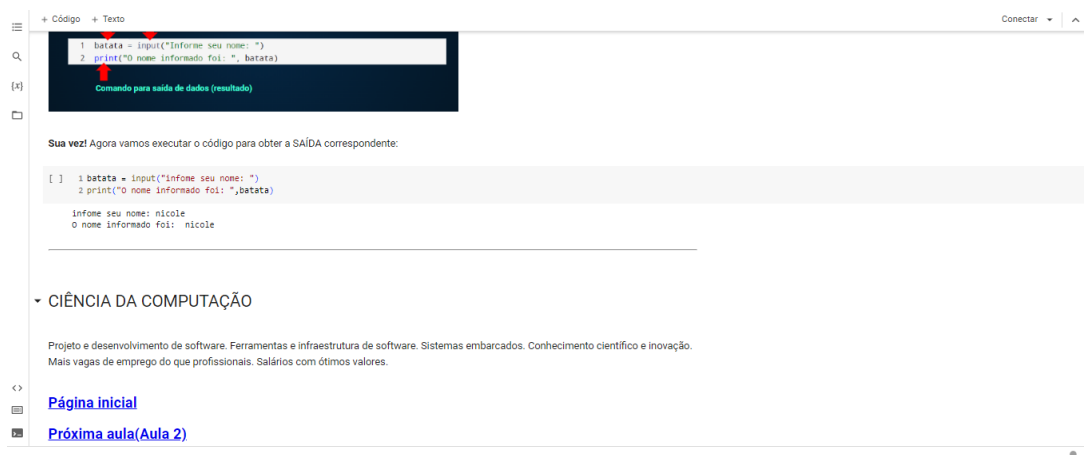 + Código + Texto
Conectar
1 batata = input("Informe seu nome: ")
2 print("O nome informado foi: ", batata)
Comando para saída de dados (resultado)
{x}
Sua vez! Agora vamos executar o código para obter a SAÍDA correspondente:
[ ] 1 batata = input("infome seu nome: ")
2 print("O nome informado foi: ",batata)
infome seu nome: nicole
O nome informado foi:  nicole
CIÊNCIA DA COMPUTAÇÃO
Projeto e desenvolvimento de software. Ferramentas e infraestrutura de software. Sistemas embarcados. Conhecimento científico e inovação.
Mais vagas de emprego do que profissionais. Salários com ótimos valores.
Página inicial
Próxima aula(Aula 2)